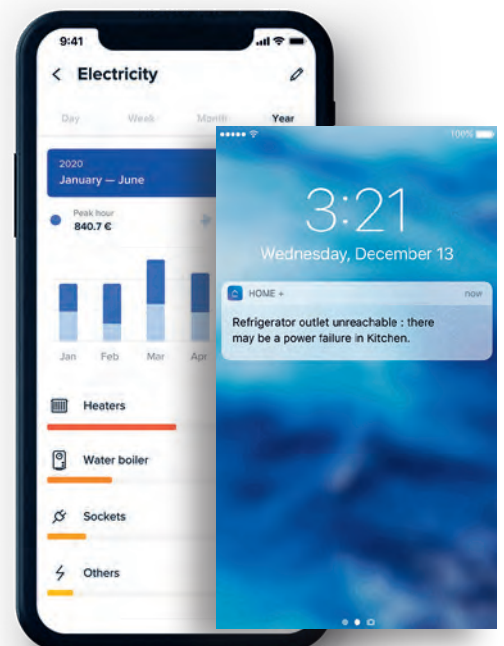 9:41
Electricity
Day Week Month Year
2020
January — June
Peak hour
840.7 €
Jan Feb Mar Apr
Heaters
Water boiler
Sockets
Others
100%
3:21
Wednesday, December 13
HOME + now
Refrigerator outlet unreachable : there
may be a power failure in Kitchen.